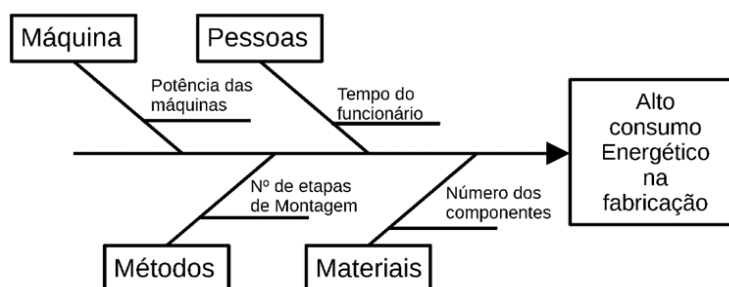 Máquina
Pessoas
Potência das
máquinas
Tempo do
funcionário
Alto
consumo
Energético
na
fabricação
Nº de etapas
de Montagem
Número dos
componentes
Métodos
Materiais